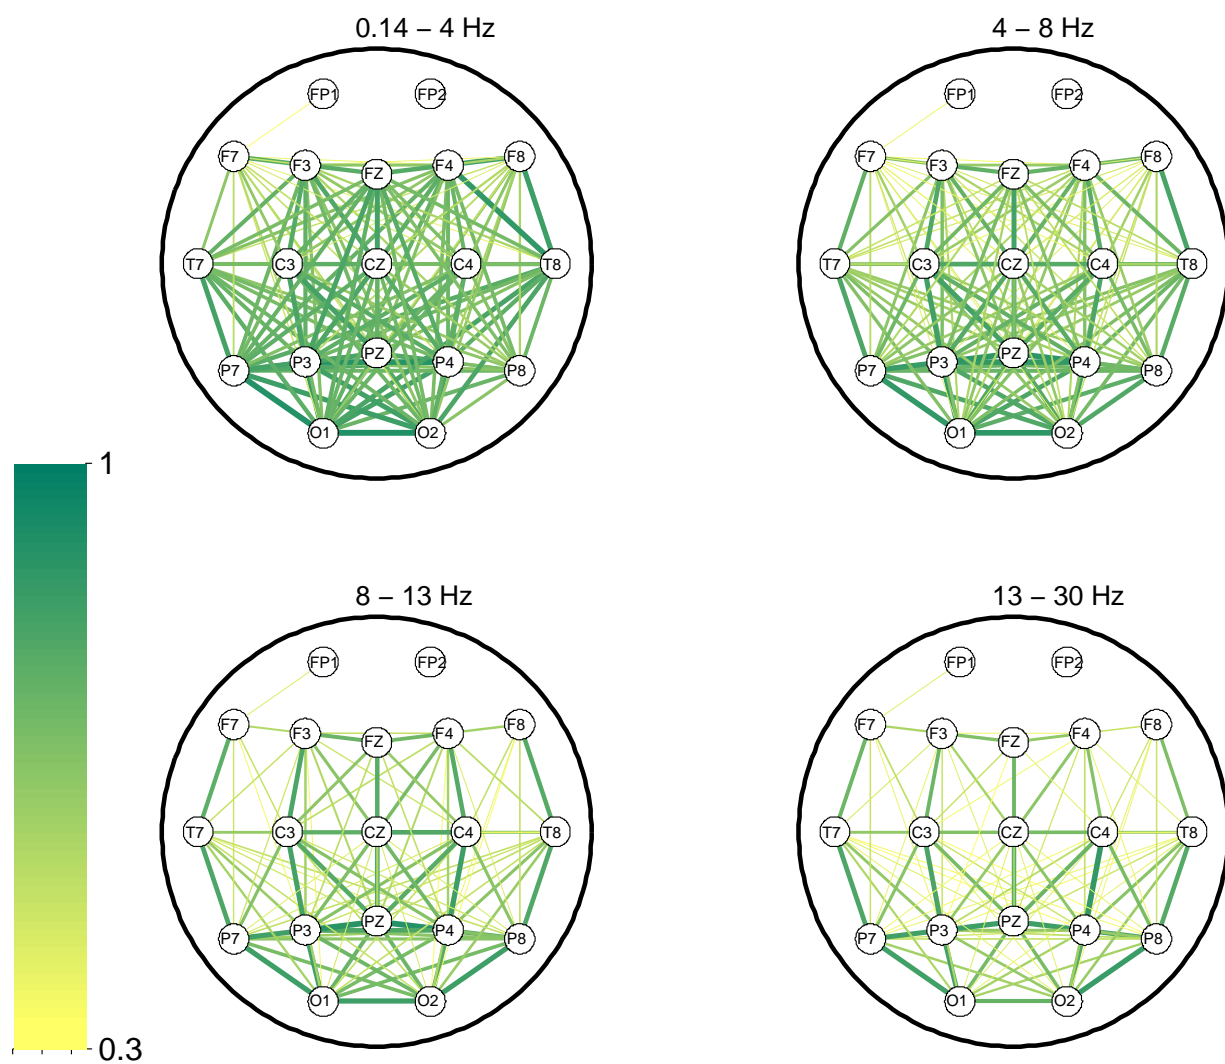 0.14 – 4 Hz
4 – 8 Hz
FP1 FP2
FP1 FP2
F7 F3 FZ F4 F8
F7 F3 FZ F4 F8
T7 C3 CZ C4 T8
T7 C3 CZ C4 T8
P7 P3 PZ P4 P8
P7 P3 PZ P4 P8
O1 O2
O1 O2
1
0.3
8 – 13 Hz
13 – 30 Hz
FP1 FP2
FP1 FP2
F7 F3 FZ F4 F8
F7 F3 FZ F4 F8
T7 C3 CZ C4 T8
T7 C3 CZ C4 T8
P7 P3 PZ P4 P8
P7 P3 PZ P4 P8
O1 O2
O1 O2